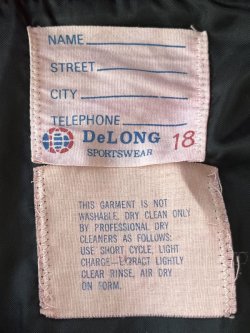 NAME
STREET
CITY
TELEPHONE
DeLONG 18
SPORTSWEAR
THIS GARMENT IS NOT
WASHABLE, DRY CLEAN ONLY
BY PROFESSIONAL DRY
CLEANERS AS FOLLOWS:
USE SHORT CYCLE, LIGHT
CHARGE—EXTRACT LIGHTLY
CLEAR RINSE, AIR DRY
ON FORM.